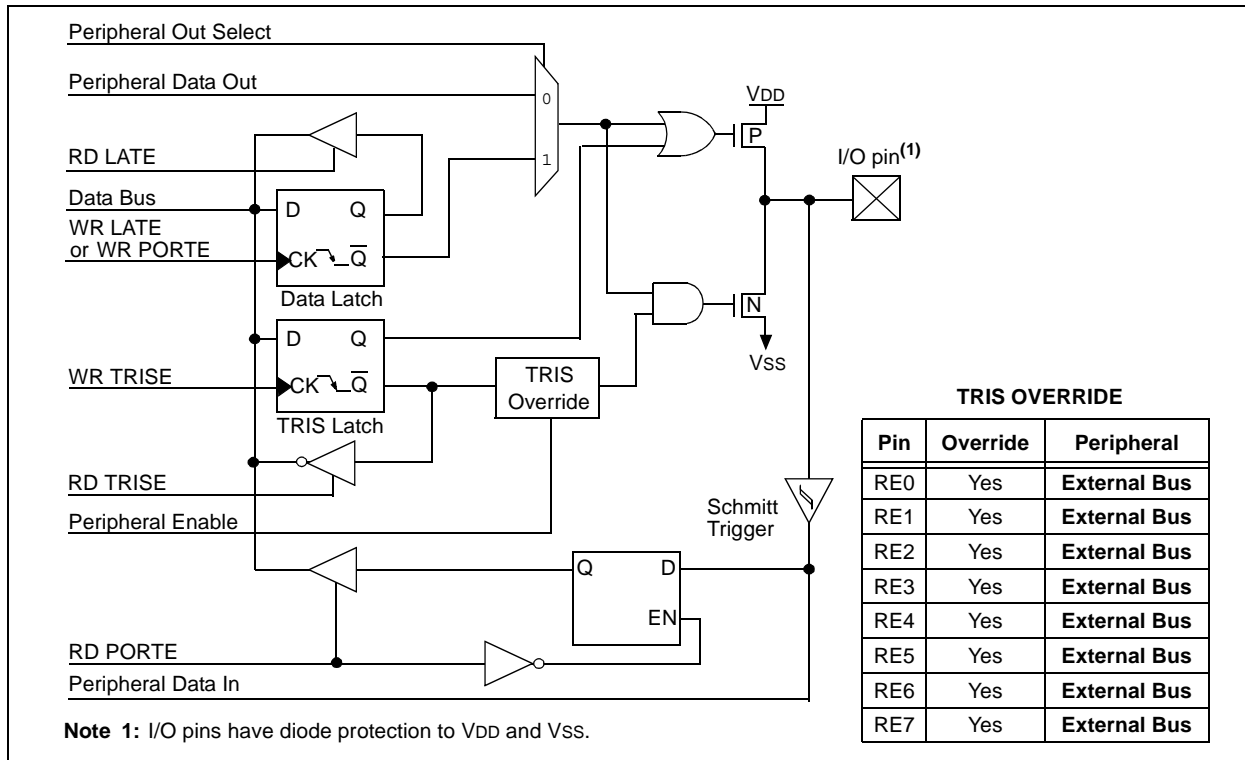 Peripheral Out Select
Peripheral Data Out
0
1
VDD
P
I/O pin(1)
RD LATE
Data Bus
WR LATE
or WR PORTE
D Q
CK Q
Data Latch
N
VSS
D Q
CK Q
TRIS Latch
WR TRISE
TRIS
Override
RD TRISE
Peripheral Enable
Schmitt
Trigger
Q D
EN
RD PORTE
Peripheral Data In
Note 1: I/O pins have diode protection to VDD and VSS.
TRIS OVERRIDE
Pin Override Peripheral
RE0 Yes External Bus
RE1 Yes External Bus
RE2 Yes External Bus
RE3 Yes External Bus
RE4 Yes External Bus
RE5 Yes External Bus
RE6 Yes External Bus
RE7 Yes External Bus